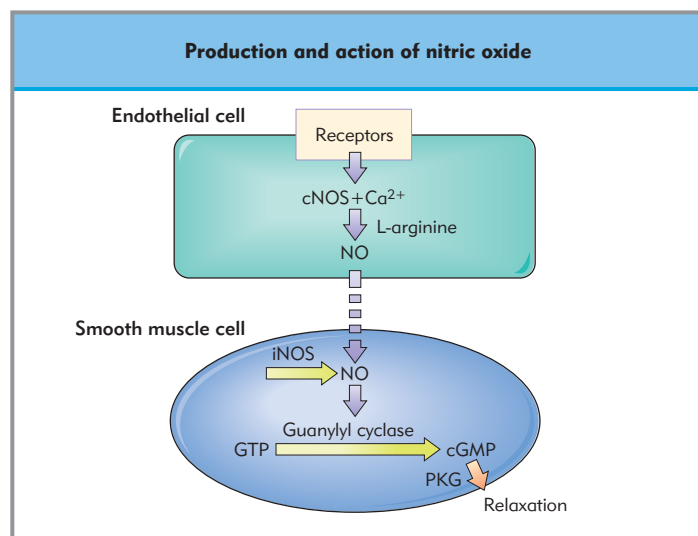 Production and action of nitric oxide
Endothelial cell
Receptors
cNOS+Ca²⁺
L-arginine
NO
Smooth muscle cell
iNOS
NO
Guanylyl cyclase
GTP
cGMP
PKG
Relaxation